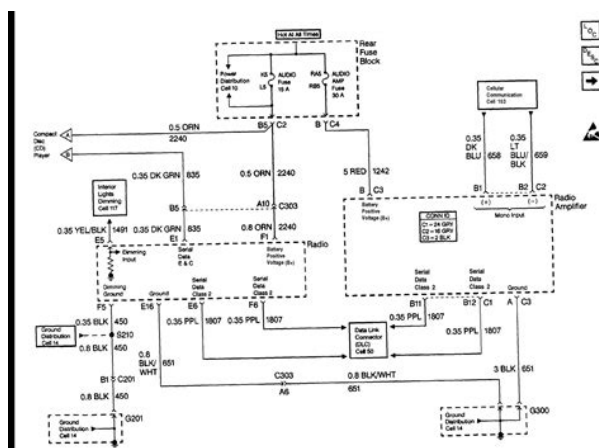 Hot At All Times
Rear
Fuse
Block
Power
Distribution
Cell 10
X5
L5
AUDIO
Fuse
15 A
RA5
RB5
AUDIO
AMP
Fuse
30 A
B5 C2
B C4
LOC
DESC
Cellular
Communication
Cell 153
Compact
Disc
(CD)
Player
A
B
0.5 ORN
2240
0.35 DK GRN 835
0.5 ORN 2240
5 RED 1242
0.35
DK
BLU 658
0.35
LT
BLU/
BLK 659
Interior
Lights
Dimming
Cell 117
B5
A10 C303
B C3
B1
B2 C2
Radio
Amplifier
(+)
(−)
Mono Input
Battery
Positive
Voltage (B+)
CONN ID
C1=24 GRY
C2=16 GRY
C3=2 BLK
0.35 YEL/BLK 1491
0.35 DK GRN 835
0.8 ORN 2240
E5
E1
F1
Radio
Dimming
Input
Serial
Data
E & C
Battery
Positive
Voltage (B+)
Dimming
Ground
Ground
Serial
Data
Class 2
Serial
Data
Class 2
Serial
Data
Class 2
Serial
Data
Class 2
Ground
F5
E16
E6
F6
B11
B12 C1
A C3
0.35 BLK 450
0.35 PPL 1807
0.35 PPL 1807
0.35 PPL 1807
0.35 PPL 1807
Ground
Distribution
Cell 14
S210
0.8 BLK 450
Data Link
Connector
(DLC)
Cell 50
0.8
BLK/
WHT 651
B1 C201
0.8 BLK 450
C303
A6
0.8 BLK/WHT
651
3 BLK 651
G201
Ground
Distribution
Cell 14
G300
Ground
Distribution
Cell 14